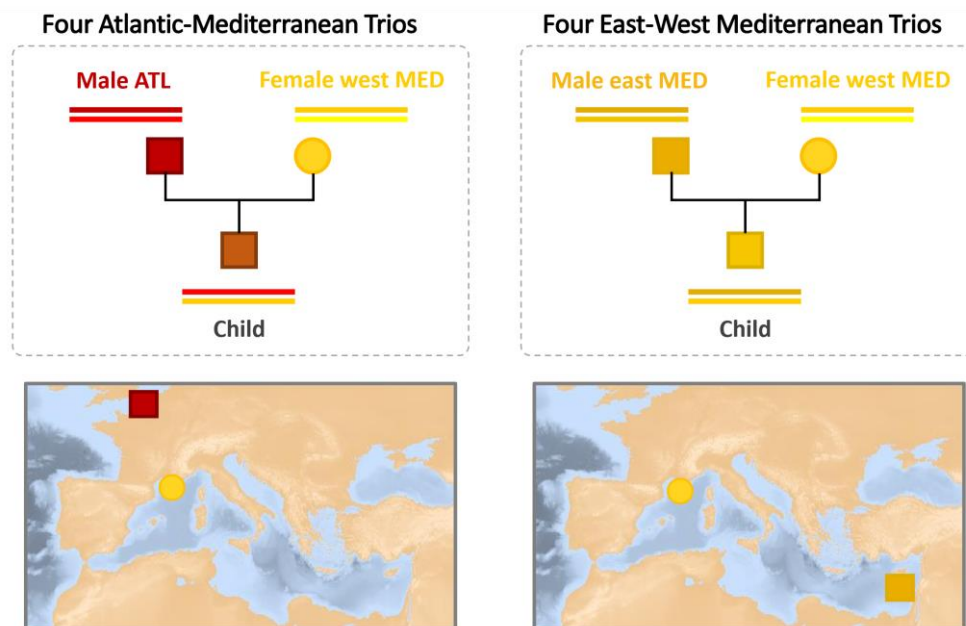 Four Atlantic-Mediterranean Trios
Male ATL
Female west MED
Child
Four East-West Mediterranean Trios
Male east MED
Female west MED
Child